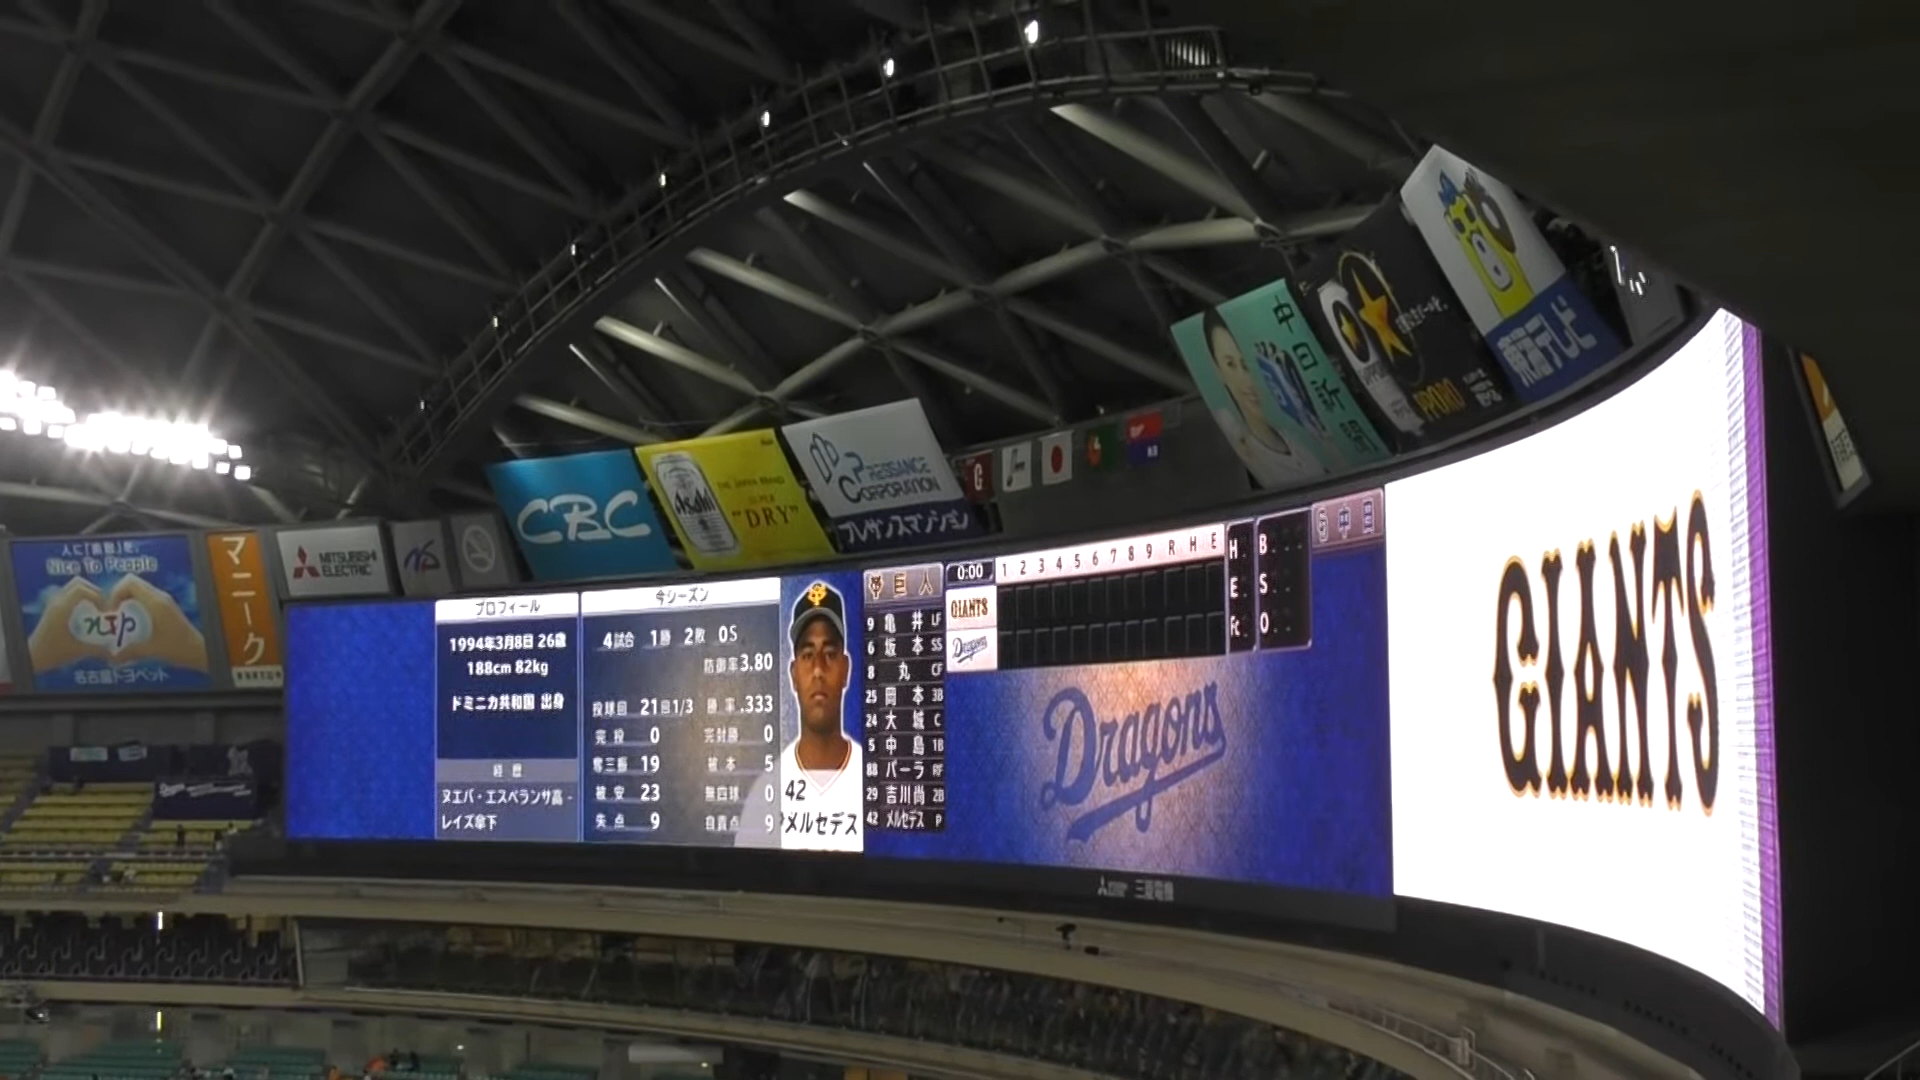 人に「素敵」を。
Nice To People
NTP
名古屋トヨペット
マニーク
MITSUBISHI
ELECTRIC
CBC
Asahi
THE JAPAN BRAND
SUPER
"DRY"
PRESSANCE
CORPORATION
プレサンスマンション
中日新聞
SAPPORO
東海テレビ
プロフィール
1994年3月8日 26歳
188cm 82kg
ドミニカ共和国 出身
経歴
ヌエバ・エスペランサ高 -
レイズ傘下
今シーズン
4試合 1勝 2敗 0S
防御率 3.80
投球回 21回1/3 勝率 .333
完投 0 完封勝 0
奪三振 19 被本 5
被安 23 無四球 0
失点 9 自責点 9
42
メルセデス
巨人
9 亀井 LF
6 坂本 SS
8 丸 CF
25 岡本 3B
24 大城 C
5 中島 1B
88 パーラ RF
29 吉川尚 2B
42 メルセデス P
0:00 1 2 3 4 5 6 7 8 9 R H E
GIANTS
Dragons
H
E
Fc
B
S
O
Dragons
三菱電機
GIANTS